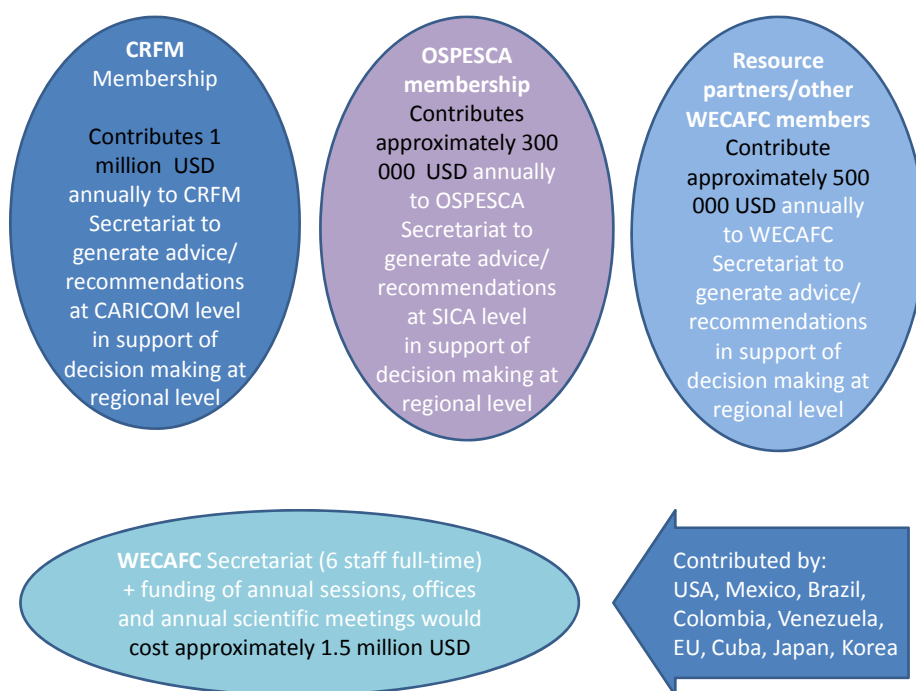 CRFM
Membership
Contributes 1
million USD
annually to CRFM
Secretariat to
generate advice/
recommendations
at CARICOM level
in support of
decision making at
regional level
OSPESCA
membership
Contributes
approximately 300
000 USD annually
to OSPESCA
Secretariat to
generate advice/
recommendations
at SICA level
in support of
decision making at
regional level
Resource
partners/other
WECAFC members
Contribute
approximately 500
000 USD annually
to WECAFC
Secretariat to
generate advice/
recommendations
in support of
decision making at
regional level
WECAFC Secretariat (6 staff full-time)
+ funding of annual sessions, offices
and annual scientific meetings would
cost approximately 1.5 million USD
Contributed by:
USA, Mexico, Brazil,
Colombia, Venezuela,
EU, Cuba, Japan, Korea